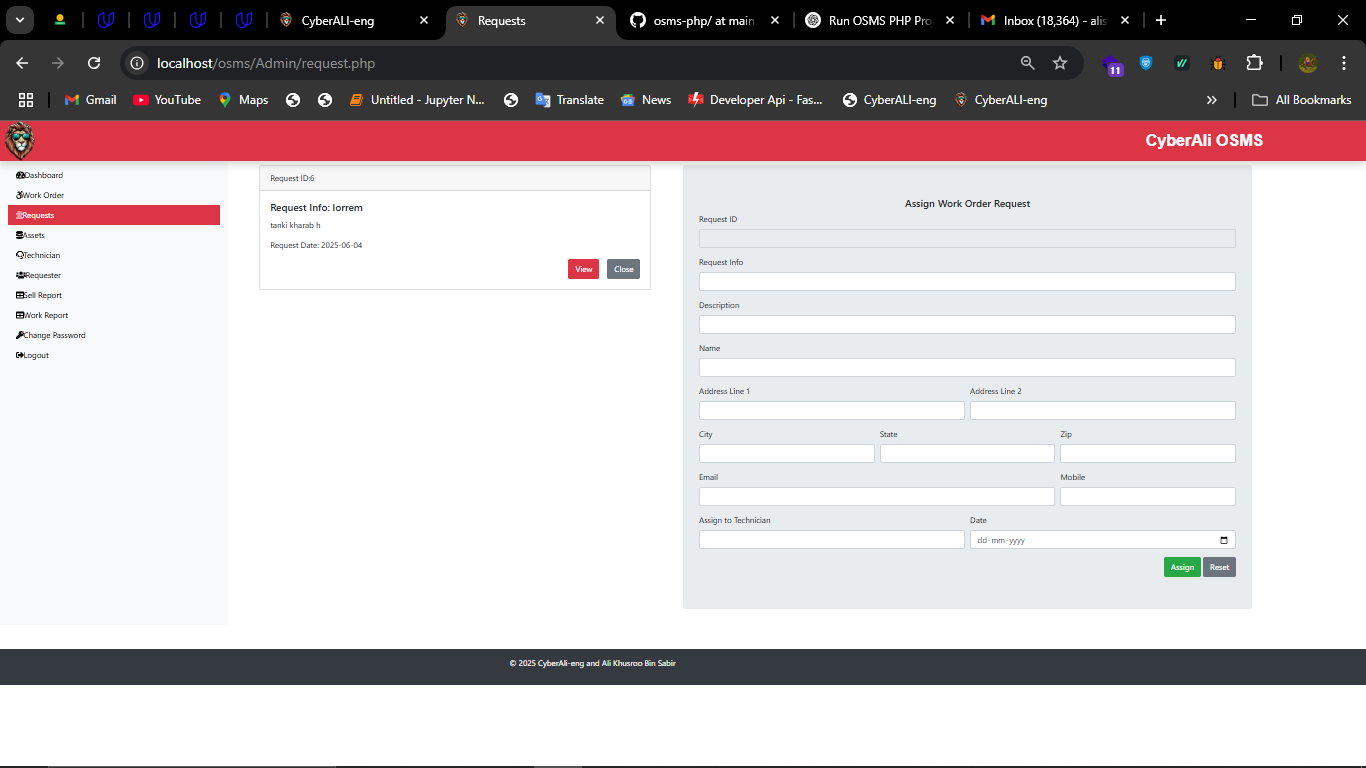 CyberALI-eng
Requests
osms-php/ at main
Run OSMS PHP Pro
Inbox (18,364) - alis
localhost/osms/Admin/request.php
11
Gmail
YouTube
Maps
Untitled - Jupyter N...
Translate
News
Developer Api - Fas...
CyberALI-eng
CyberALI-eng
»
All Bookmarks
CyberAli OSMS
Dashboard
Work Order
Requests
Assets
Technician
Requester
Sell Report
Work Report
Change Password
Logout
Request ID:6
Request Info: lorrem
tanki kharab h
Request Date: 2025-06-04
View Close
Assign Work Order Request
Request ID
Request Info
Description
Name
Address Line 1 Address Line 2
City State Zip
Email Mobile
Assign to Technician Date
dd-mm-yyyy
Assign Reset
© 2025 CyberAli-eng and Ali Khusroo Bin Sabir